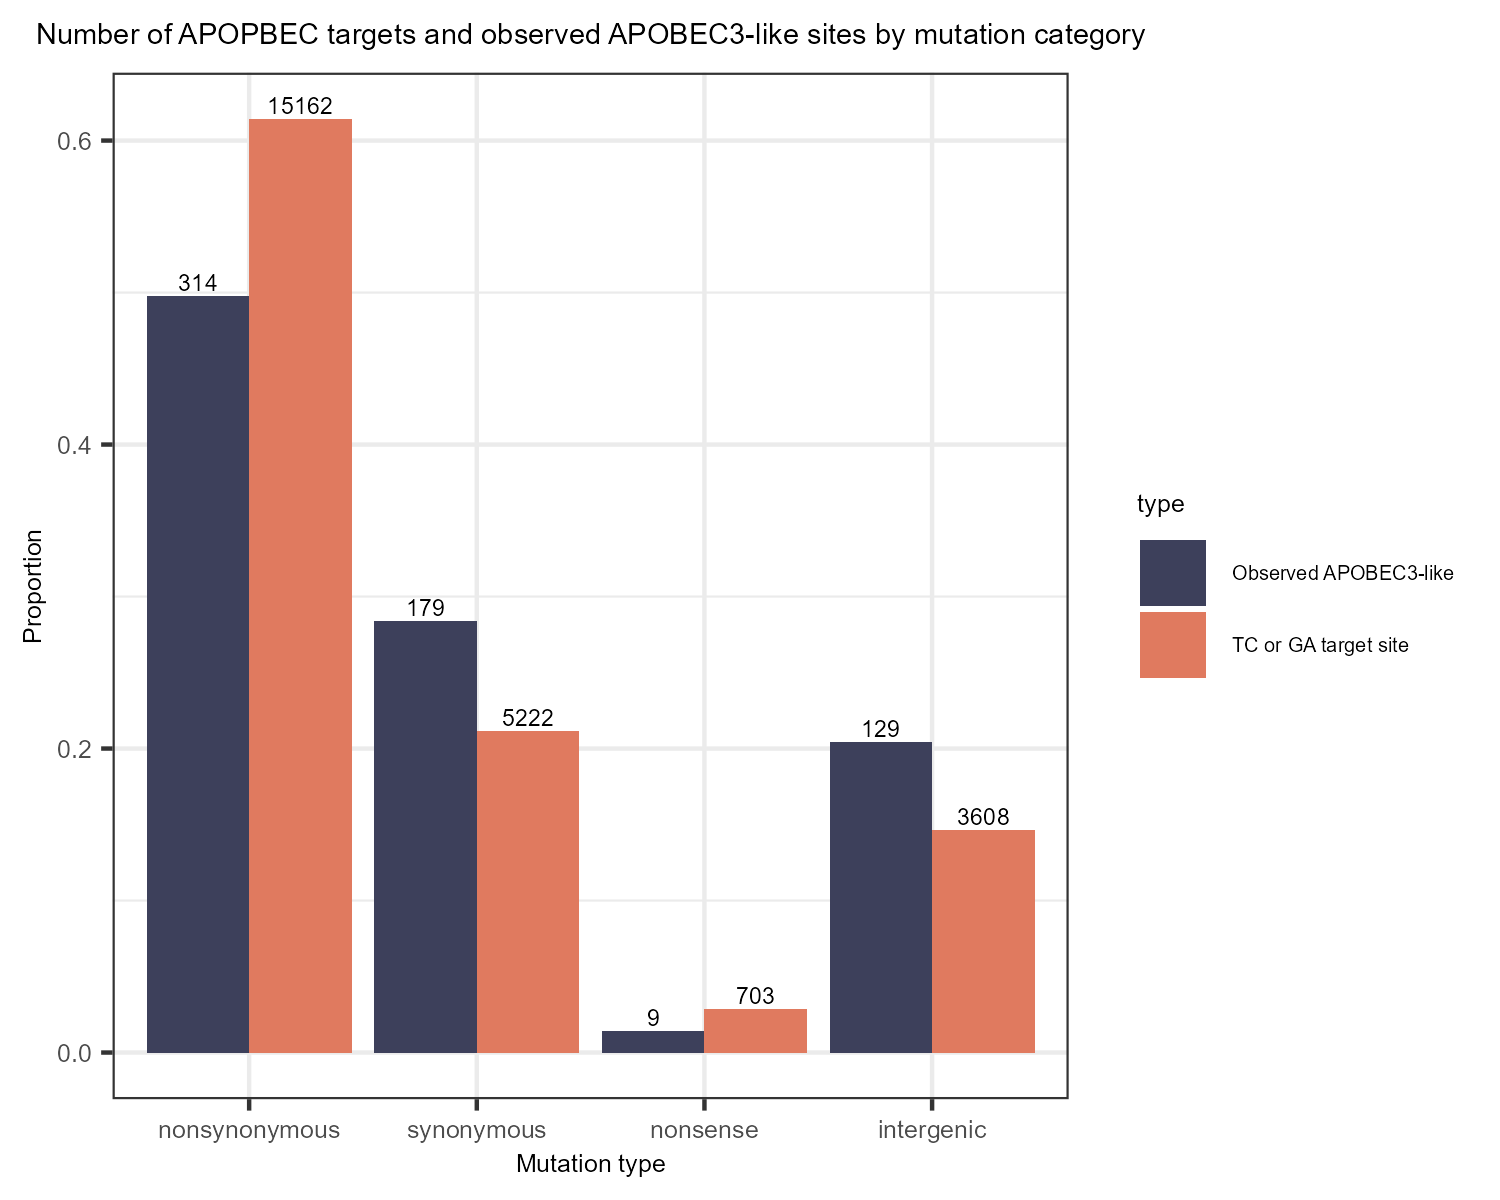 Number of APOPBEC targets and observed APOBEC3-like sites by mutation category
15162
314
179
5222
9
703
129
3608
0.6
0.4
0.2
0.0
Proportion
nonsynonymous
synonymous
nonsense
intergenic
Mutation type
type
Observed APOBEC3-like
TC or GA target site